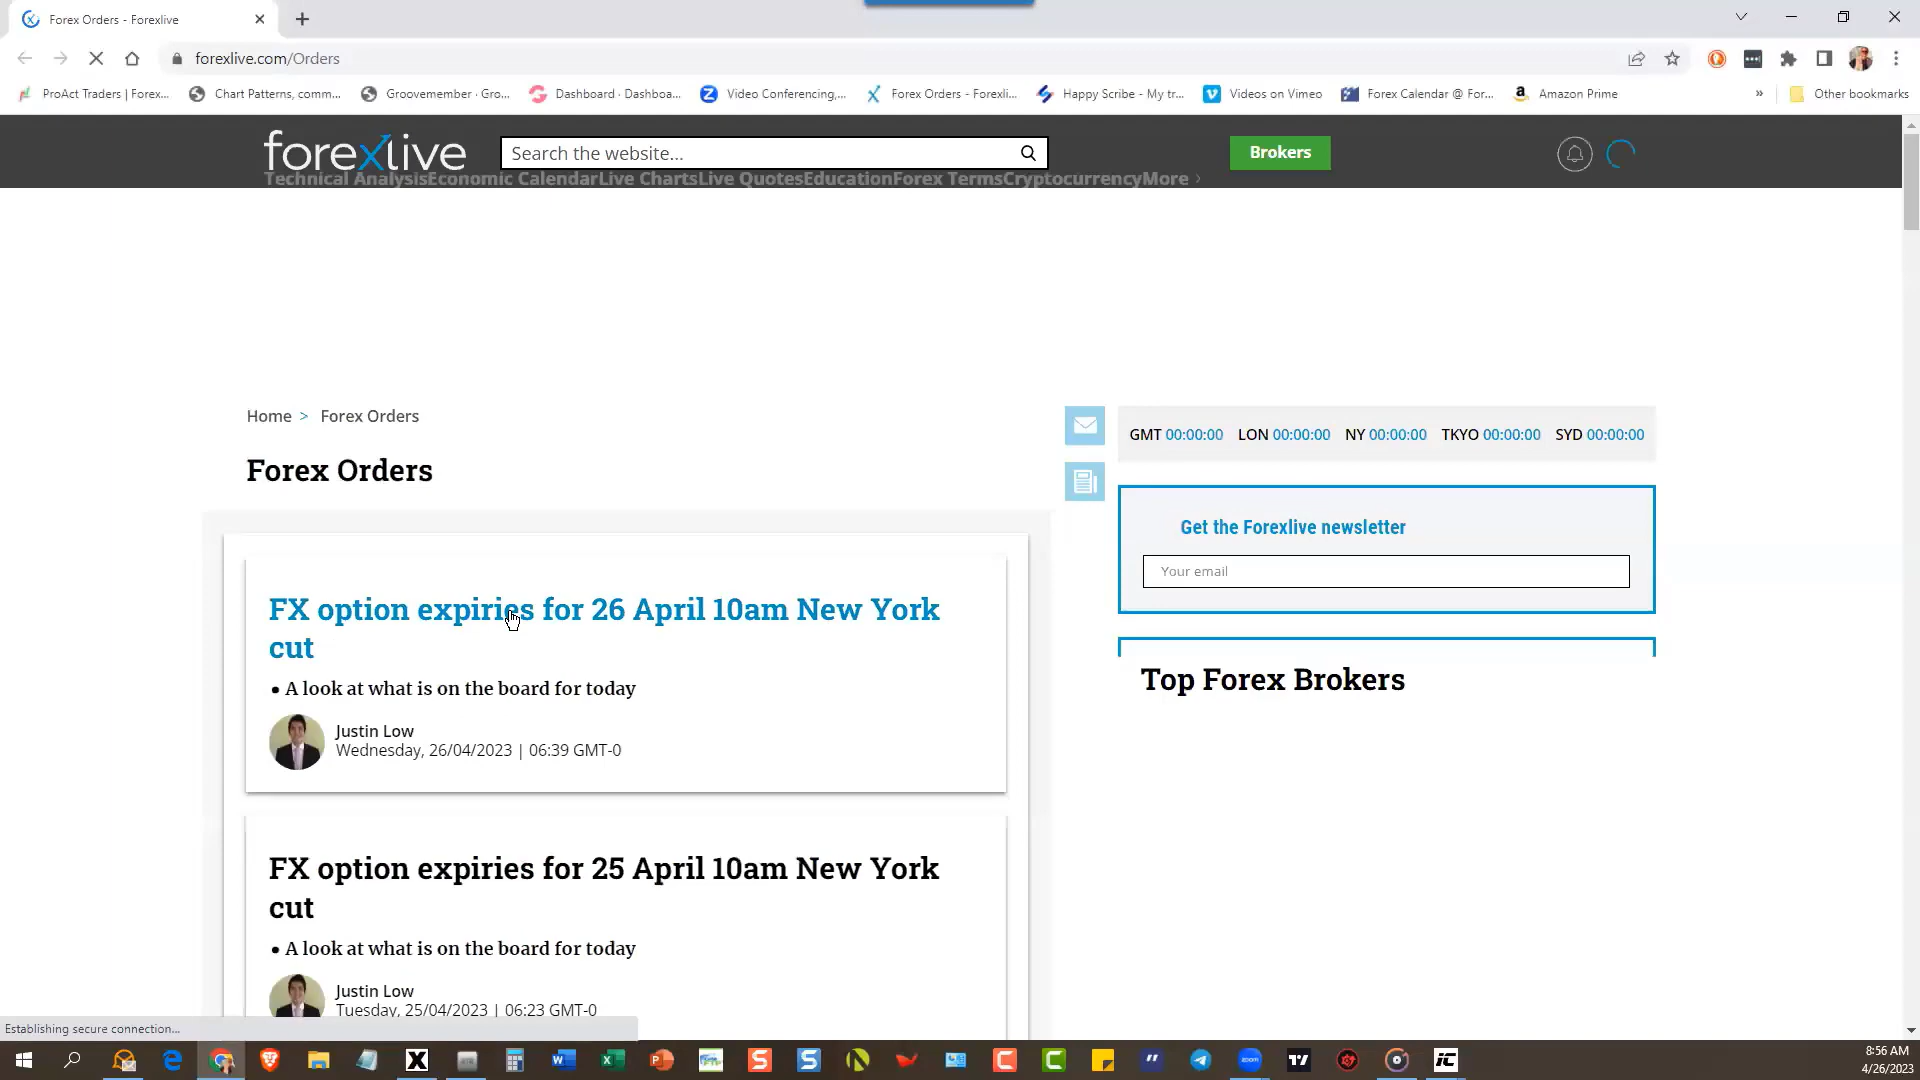 Forex Orders - Forexlive
forexlive.com/Orders
ProAct Traders | Forex...
Chart Patterns, comm...
Groovemember · Gro...
Dashboard · Dashboa...
Video Conferencing,...
Forex Orders - Forexli...
Happy Scribe - My tr...
Videos on Vimeo
Forex Calendar @ For...
Amazon Prime
»
Other bookmarks
forexlive
Search the website...
Brokers
Technical AnalysisEconomic CalendarLive ChartsLive QuotesEducationForex TermsCryptocurrencyMore ›
Home > Forex Orders
GMT 00:00:00 LON 00:00:00 NY 00:00:00 TKYO 00:00:00 SYD 00:00:00
Forex Orders
Get the Forexlive newsletter
Your email
FX option expiries for 26 April 10am New York
cut
• A look at what is on the board for today
Justin Low
Wednesday, 26/04/2023 | 06:39 GMT-0
Top Forex Brokers
FX option expiries for 25 April 10am New York
cut
• A look at what is on the board for today
Justin Low
Tuesday, 25/04/2023 | 06:23 GMT-0
Establishing secure connection...
8:56 AM
4/26/2023